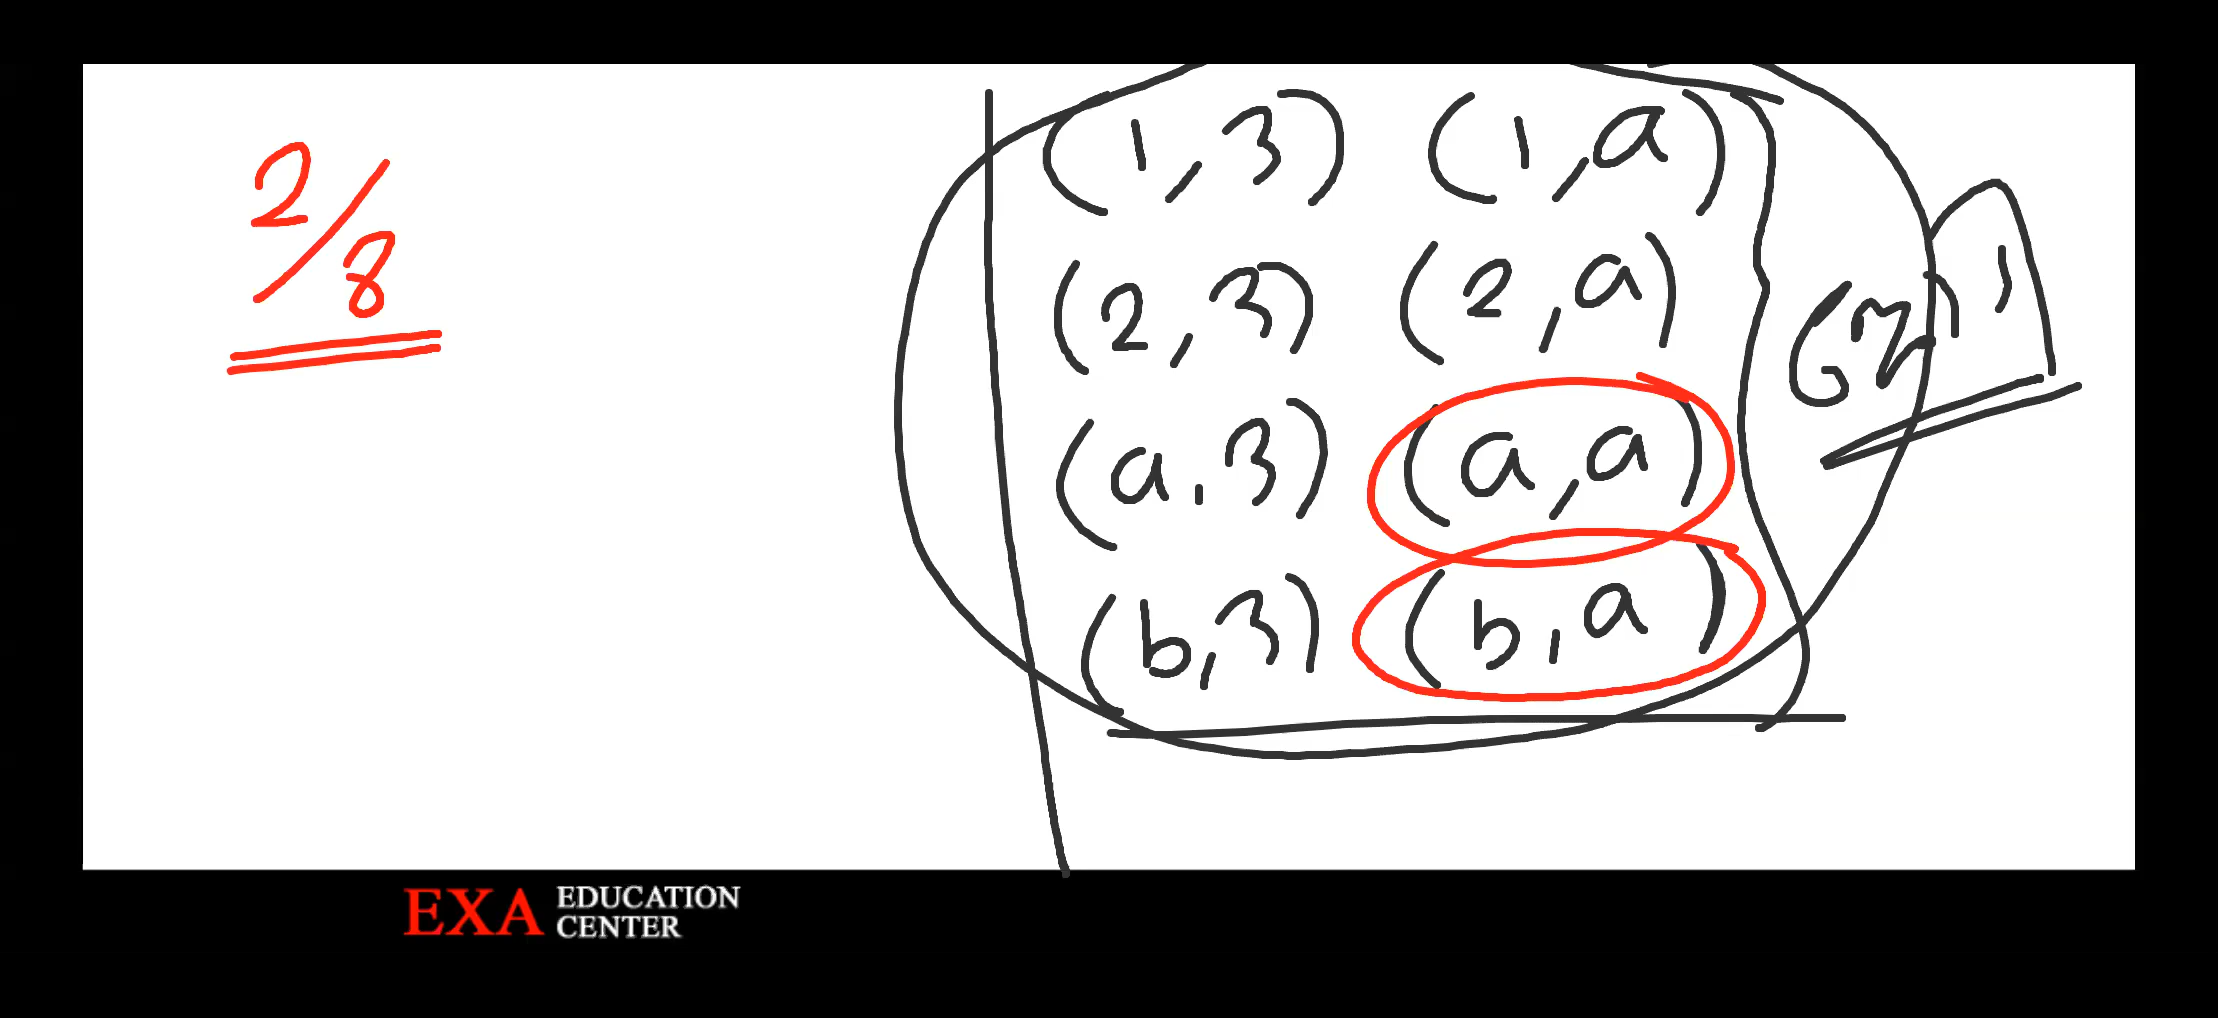 2/8
(1,3) (1,a)
(2,3) (2,a)
(a,3) (a,a)
(b,3) (b,a)
EXA EDUCATION
CENTER